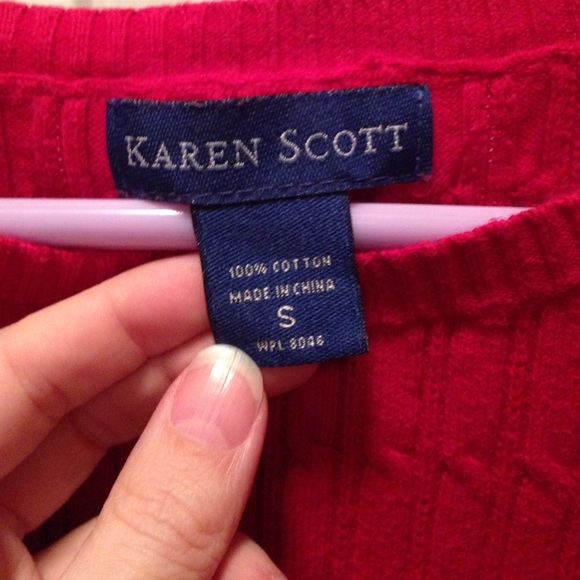 KAREN SCOTT
100% COTTON
MADE IN CHINA
S
WPL 8046